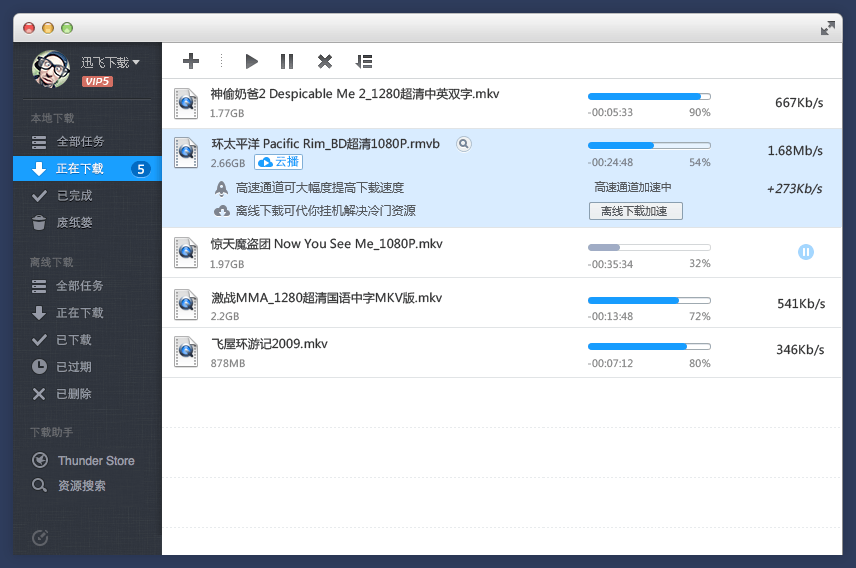 迅飞下载
VIP5
本地下载
全部任务
正在下载 5
已完成
废纸篓
离线下载
全部任务
正在下载
已下载
已过期
已删除
下载助手
Thunder Store
资源搜索
神偷奶爸2 Despicable Me 2_1280超清中英双字.mkv
1.77GB
-00:05:33 90%
667Kb/s
环太平洋 Pacific Rim_BD超清1080P.rmvb
2.66GB 云播
-00:24:48 54%
1.68Mb/s
高速通道可大幅度提高下载速度
高速通道加速中
+273Kb/s
离线下载可代你挂机解决冷门资源
离线下载加速
惊天魔盗团 Now You See Me_1080P.mkv
1.97GB
-00:35:34 32%
激战MMA_1280超清国语中字MKV版.mkv
2.2GB
-00:13:48 72%
541Kb/s
飞屋环游记2009.mkv
878MB
-00:07:12 80%
346Kb/s